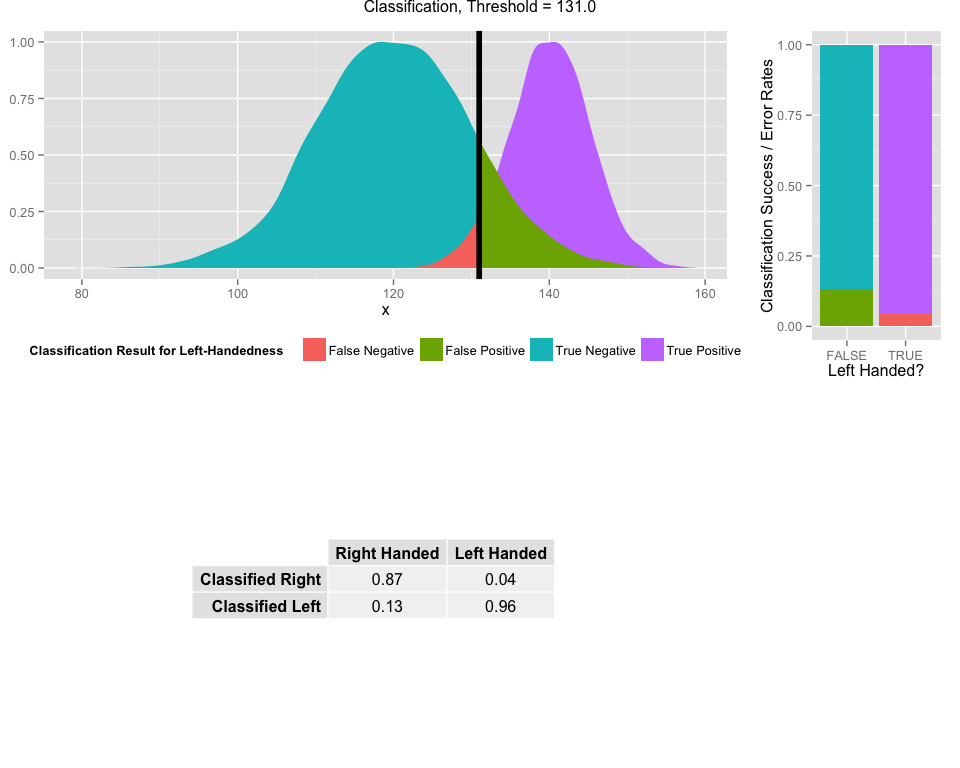 Classification, Threshold = 131.0
1.00
0.75
0.50
0.25
0.00
80 100 120 140 160
x
Classification Result for Left-Handedness False Negative False Positive True Negative True Positive
Classification Success / Error Rates
1.00
0.75
0.50
0.25
0.00
FALSE TRUE
Left Handed?
Right Handed Left Handed
Classified Right 0.87 0.04
Classified Left 0.13 0.96